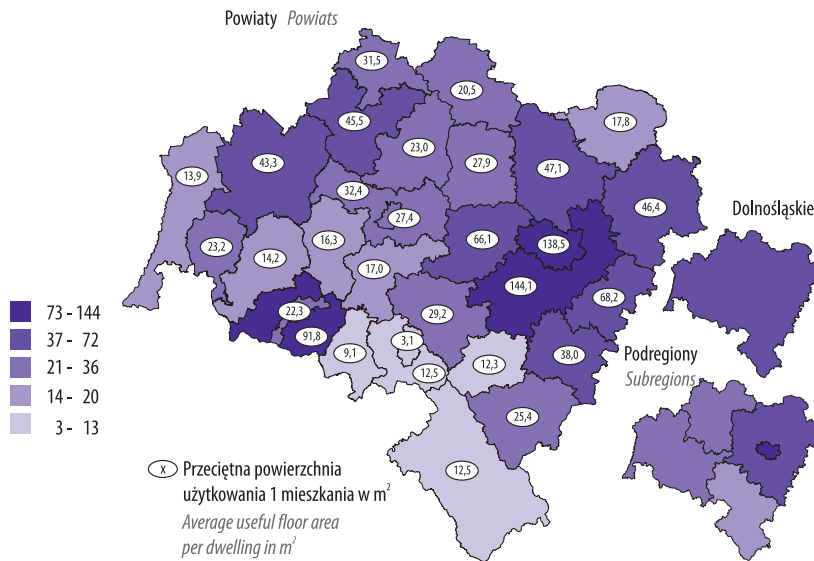 Powiaty Powiats
31,5
20,5
17,8
45,5
23,0
27,9
47,1
43,3
13,9
32,4
27,4
46,4
Dolnośląskie
23,2
16,3
66,1
138,5
14,2
17,0
144,1
68,2
29,2
22,3
91,8
3,1
9,1
12,5
12,3
38,0
25,4
12,5
73 - 144
37 - 72
21 - 36
14 - 20
3 - 13
Podregiony
Subregions
x Przeciętna powierzchnia
użytkowania 1 mieszkania w m²
Average useful floor area
per dwelling in m²